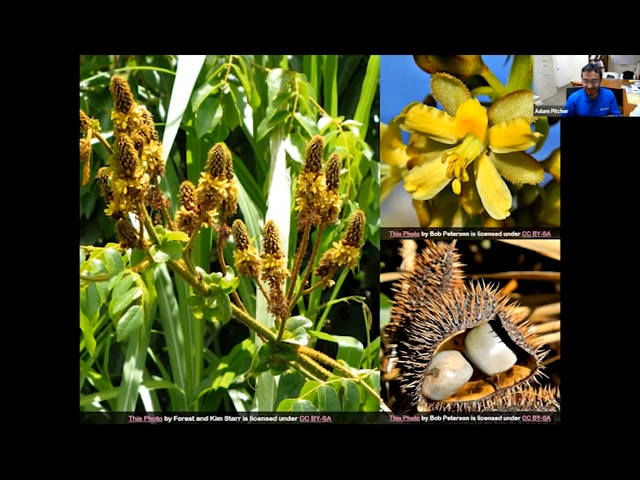 Adam Pitcher
This Photo by Bob Peterson is licensed under CC BY-SA
This Photo by Forest and Kim Starr is licensed under CC BY
This Photo by Bob Peterson is licensed under CC BY-SA